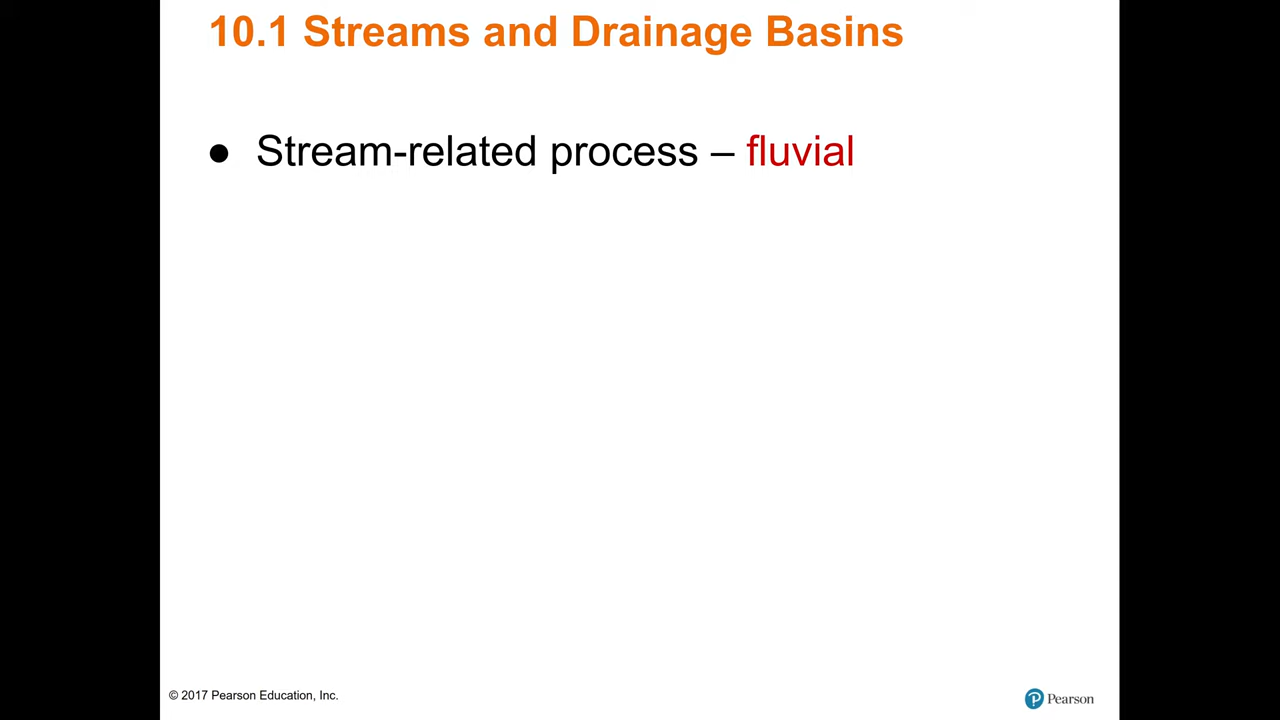 10.1 Streams and Drainage Basins
● Stream-related process – fluvial
© 2017 Pearson Education, Inc.
Pearson